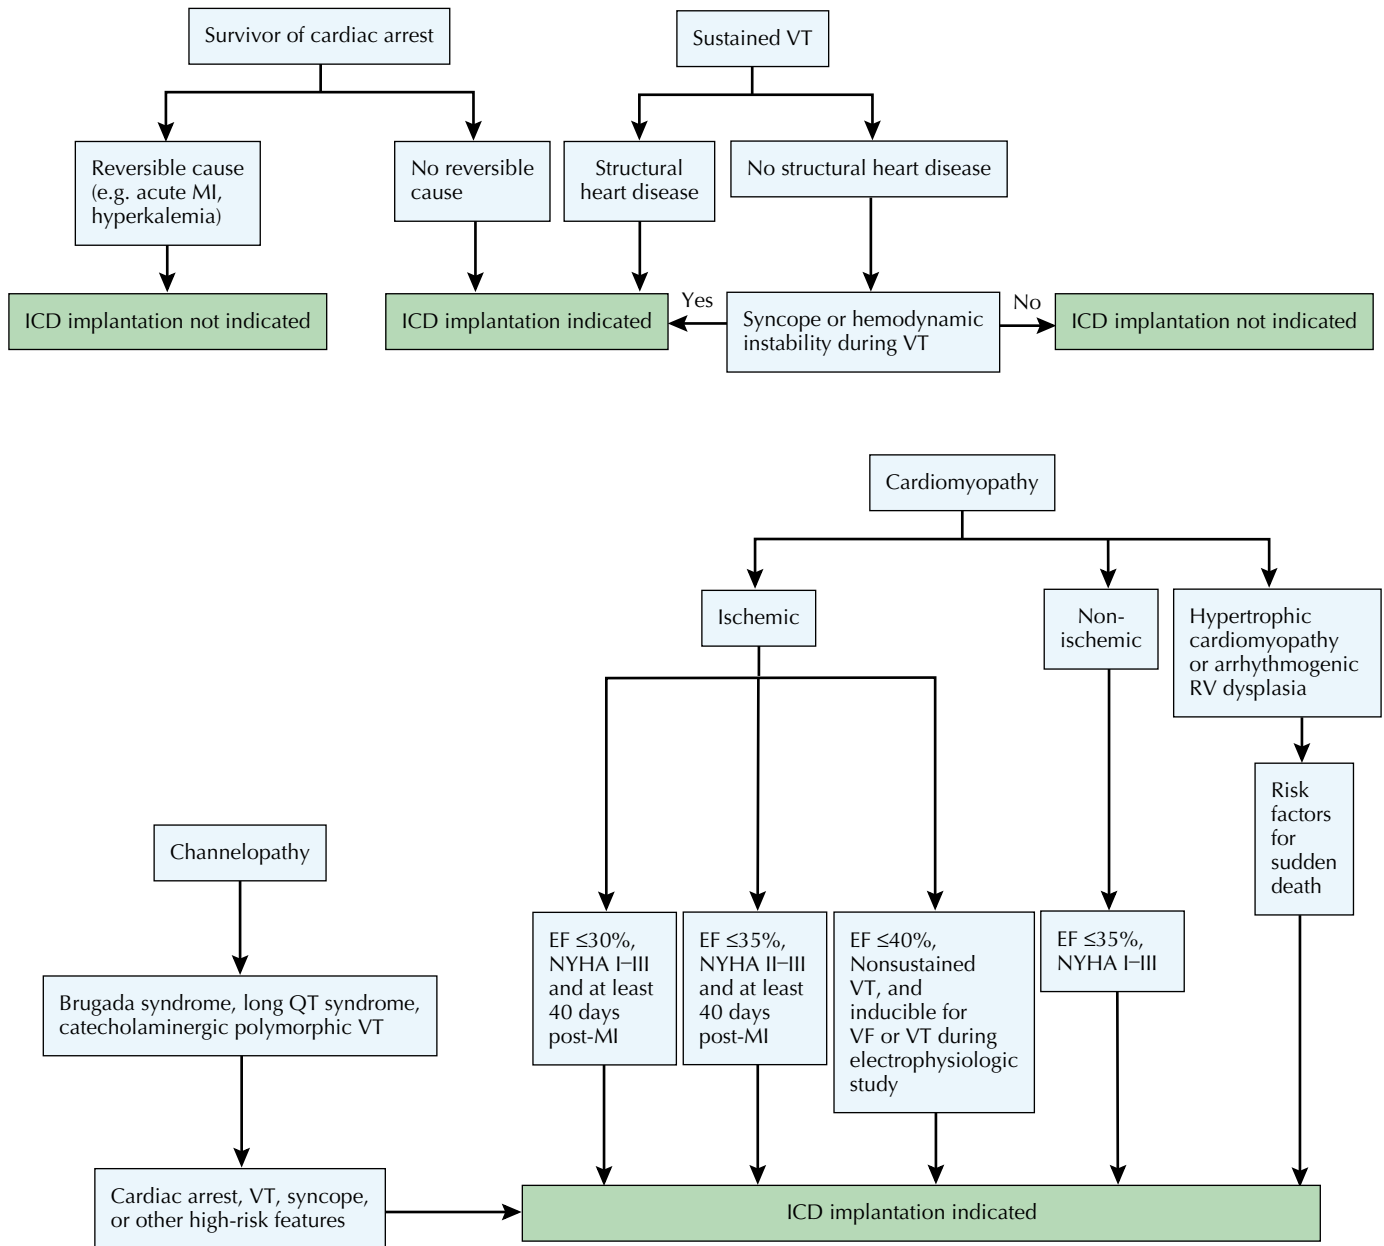 Survivor of cardiac arrest
Sustained VT
Reversible cause
(e.g. acute MI,
hyperkalemia)
No reversible
cause
Structural
heart disease
No structural heart disease
ICD implantation not indicated
ICD implantation indicated
Yes
Syncope or hemodynamic
instability during VT
No
ICD implantation not indicated
Cardiomyopathy
Ischemic
Non-
ischemic
Hypertrophic
cardiomyopathy
or arrhythmogenic
RV dysplasia
Risk
factors
for
sudden
death
Channelopathy
Brugada syndrome, long QT syndrome,
catecholaminergic polymorphic VT
EF ≤30%,
NYHA I–III
and at least
40 days
post-MI
EF ≤35%,
NYHA II–III
and at least
40 days
post-MI
EF ≤40%,
Nonsustained
VT, and
inducible for
VF or VT during
electrophysiologic
study
EF ≤35%,
NYHA I–III
Cardiac arrest, VT, syncope,
or other high-risk features
ICD implantation indicated